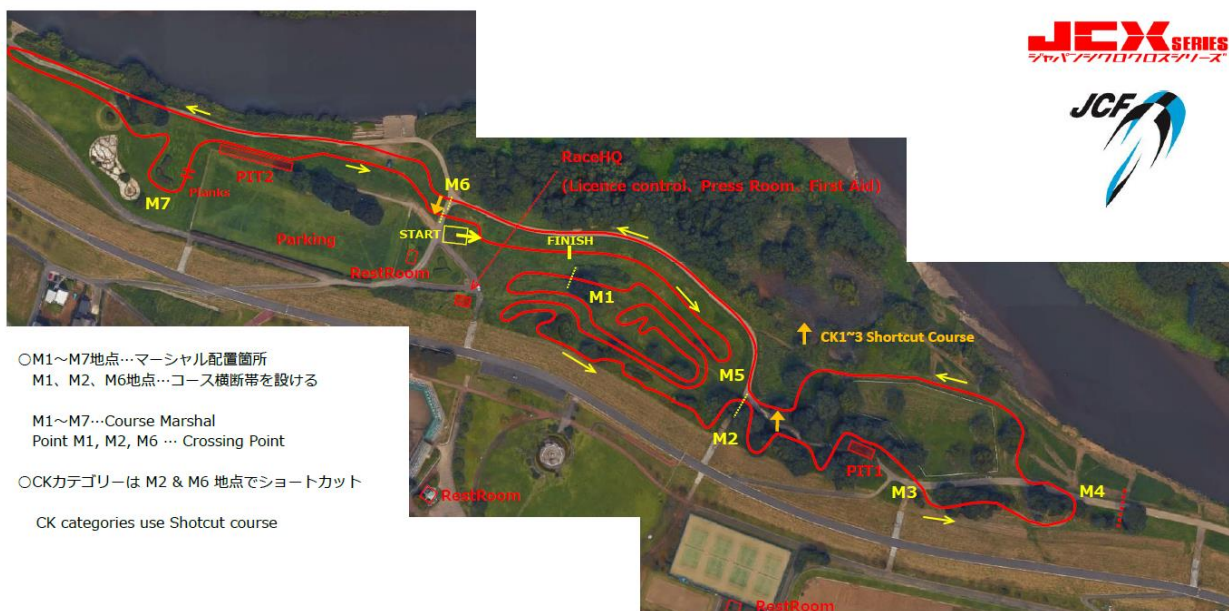 JCX SERIES
ジャパンシクロクロスシリーズ
JCF
RaceHQ
(Licence control、Press Room、First Aid)
PIT2
M6
Planks
M7
START
FINISH
Parking
RestRoom
M1
CK1~3 Shortcut Course
M5
M2
PIT1
M3
M4
RestRoom
RestRoom
○M1～M7地点…マーシャル配置箇所
M1、M2、M6地点…コース横断帯を設ける
M1~M7…Course Marshal
Point M1, M2, M6 … Crossing Point
○CKカテゴリーは M2 & M6 地点でショートカット
CK categories use Shotcut course